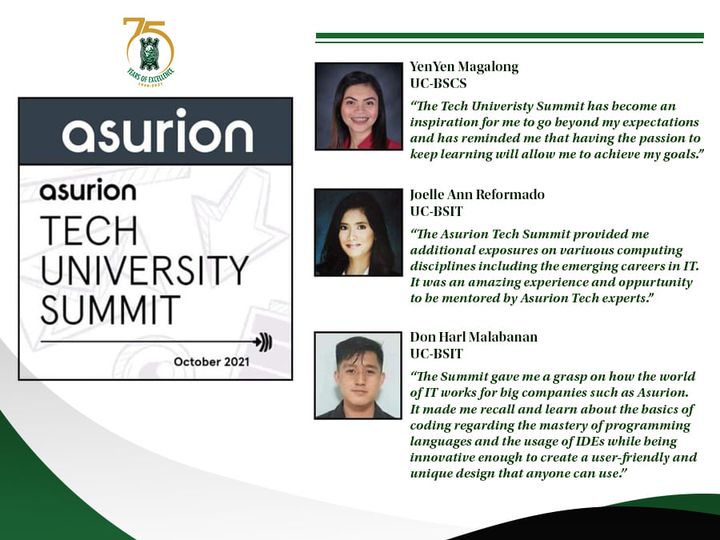 75
YEARS OF EXCELLENCE
asurion
asurion
TECH
UNIVERSITY
SUMMIT
October 2021
YenYen Magalong
UC-BSCS
“The Tech Univeristy Summit has become an
inspiration for me to go beyond my expectations
and has reminded me that having the passion to
keep learning will allow me to achieve my goals.”
Joelle Ann Reformado
UC-BSIT
“The Asurion Tech Summit provided me
additional exposures on variuous computing
disciplines including the emerging careers in IT.
It was an amazing experience and oppurtunity
to be mentored by Asurion Tech experts.”
Don Harl Malabanan
UC-BSIT
“The Summit gave me a grasp on how the world
of IT works for big companies such as Asurion.
It made me recall and learn about the basics of
coding regarding the mastery of programming
languages and the usage of IDEs while being
innovative enough to create a user-friendly and
unique design that anyone can use.”